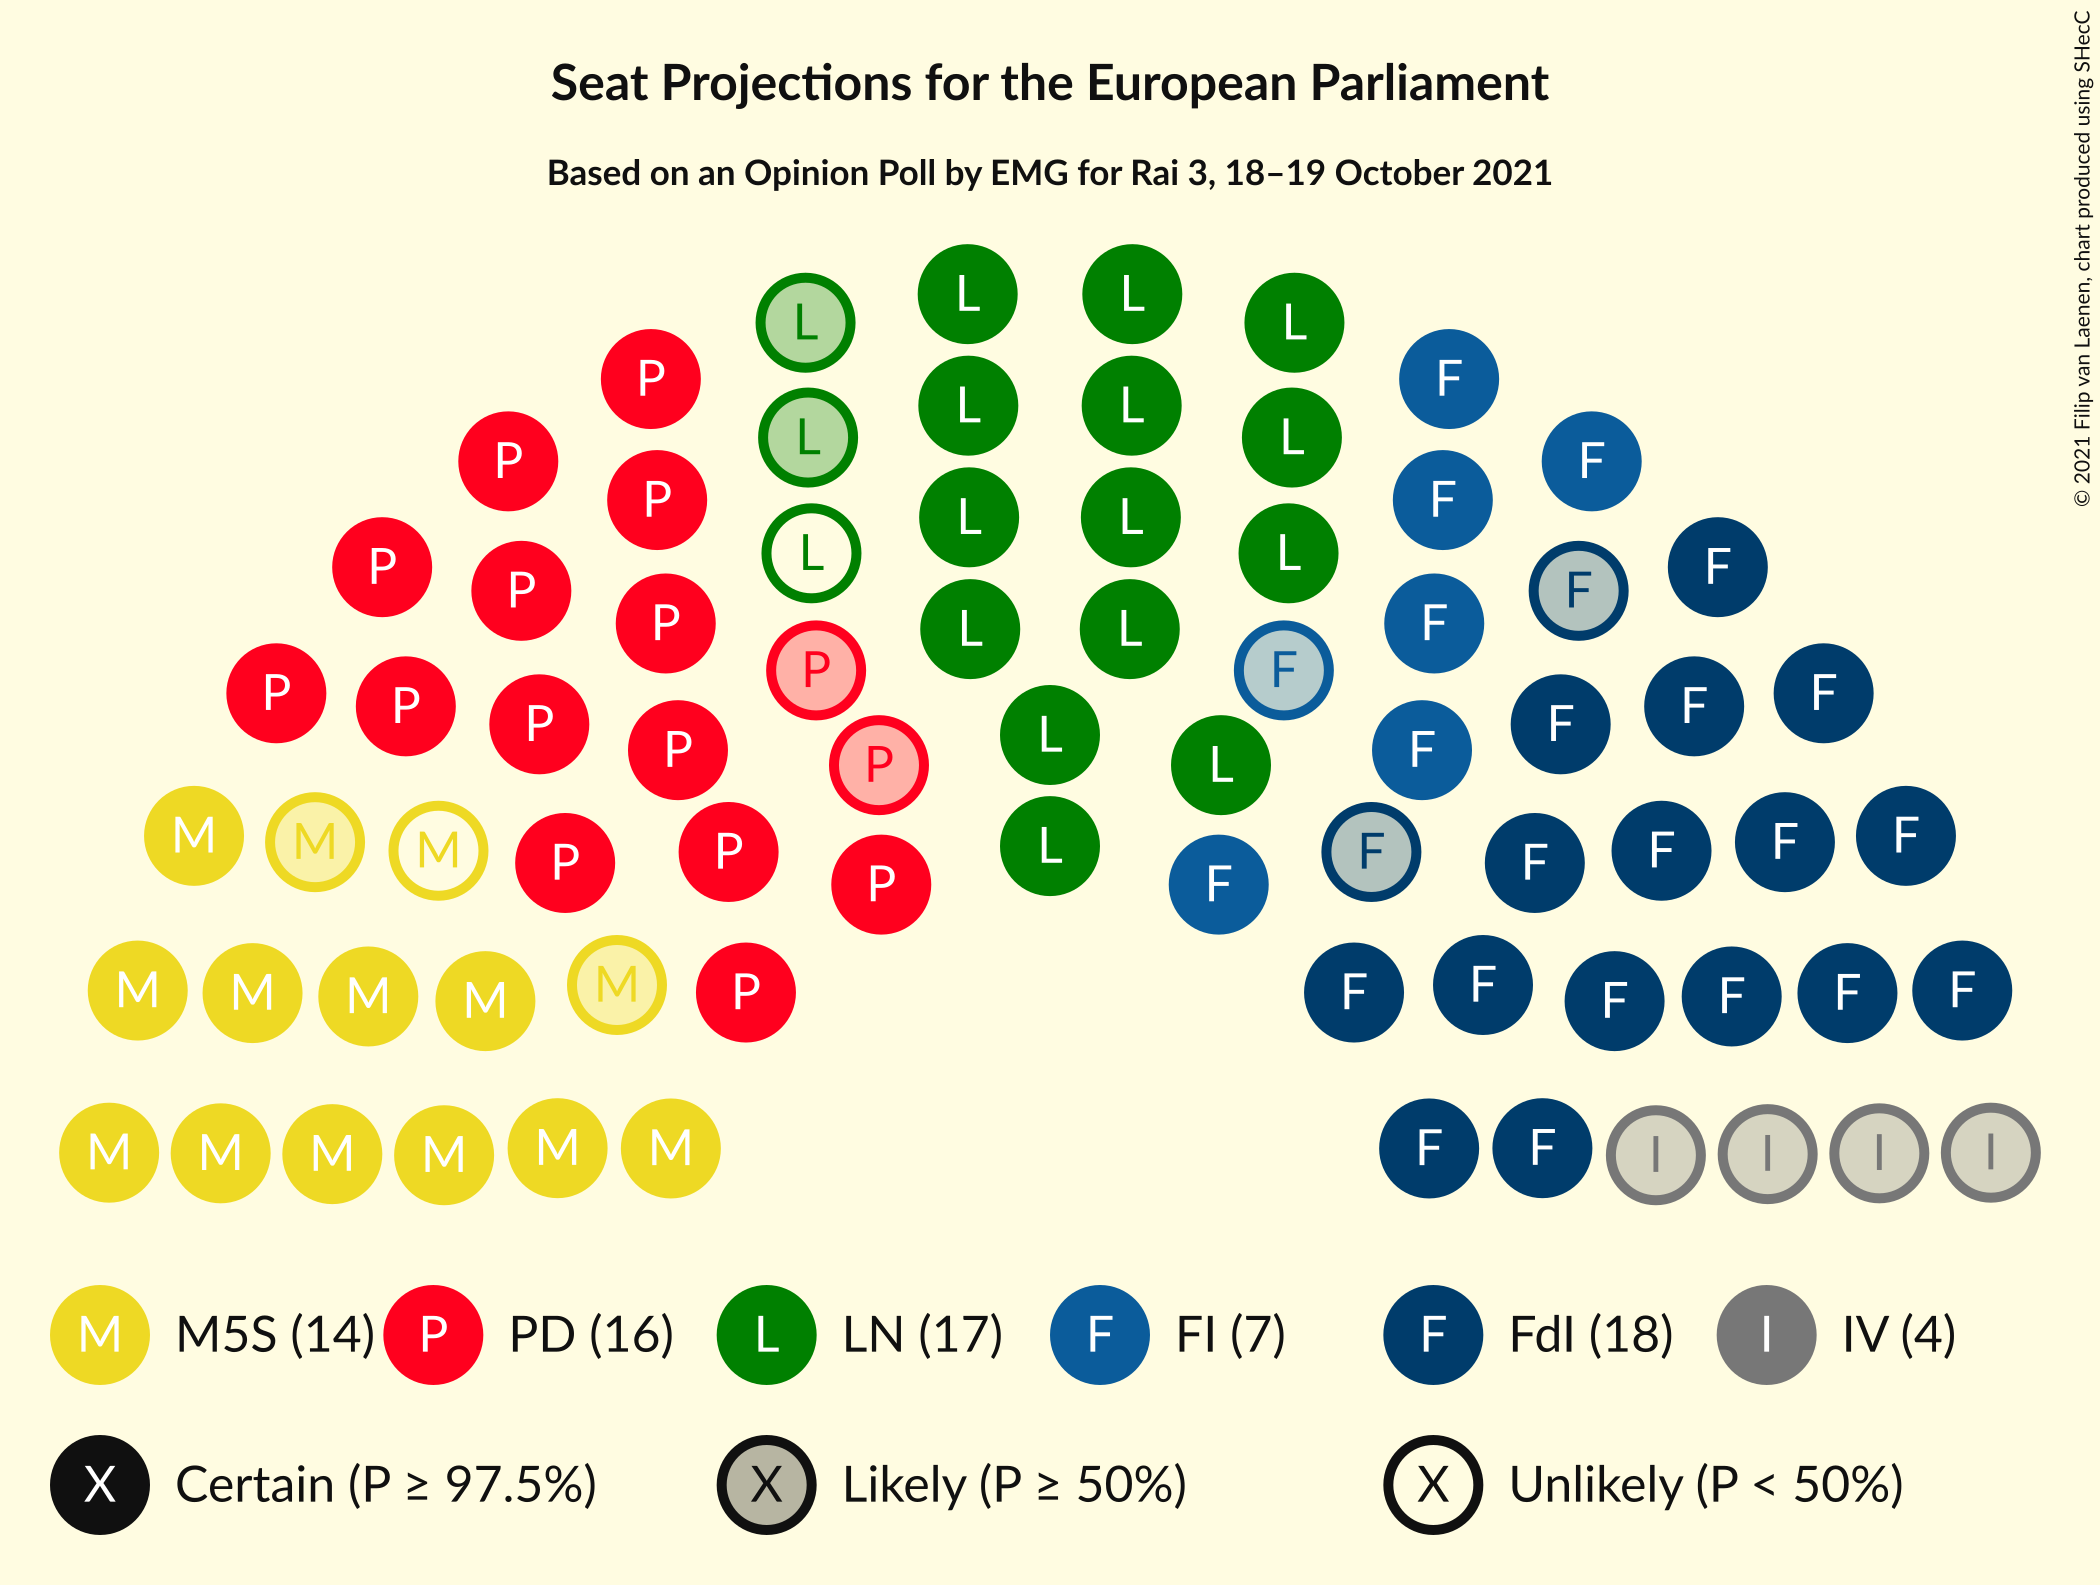 Seat Projections for the European Parliament
Based on an Opinion Poll by EMG for Rai 3, 18–19 October 2021
© 2021 Filip van Laenen, chart produced using SHecC
L L
L L
P F
L L
L L
P F
P F
L L
L L
P F
P F
L L
P F
L L
P F
P F
P P F F
P P F F
L
P F
P L
M M F F
M P L F F
P F
P F F
M M M M M P F F F F F F
M M M M M M F F I I I I
M M5S (14) P PD (16) L LN (17) F FI (7) F FdI (18) I IV (4)
X Certain (P ≥ 97.5%) X Likely (P ≥ 50%) X Unlikely (P < 50%)